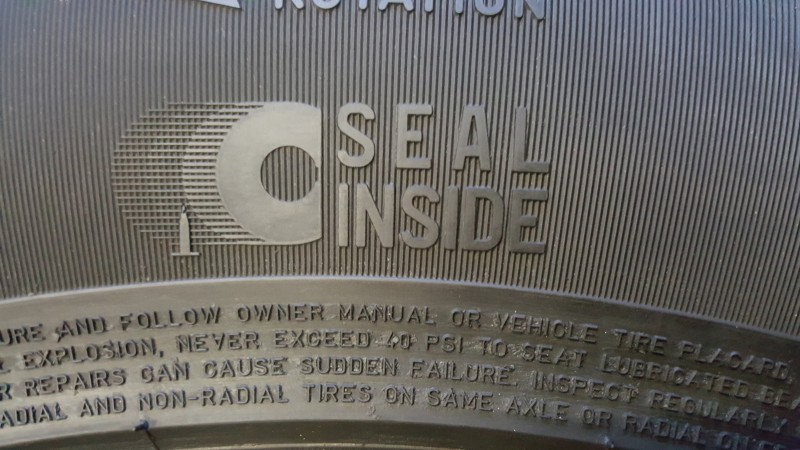 ROTATION
SEAL
INSIDE
URE AND FOLLOW OWNER MANUAL OR VEHICLE TIRE PLACARD,
EXPLOSION, NEVER EXCEED 40 PSI TO SEAT LUBRICATED BEA
R REPAIRS CAN CAUSE SUDDEN FAILURE. INSPECT REGULARLY
ADIAL AND NON-RADIAL TIRES ON SAME AXLE OR RADIAL ON